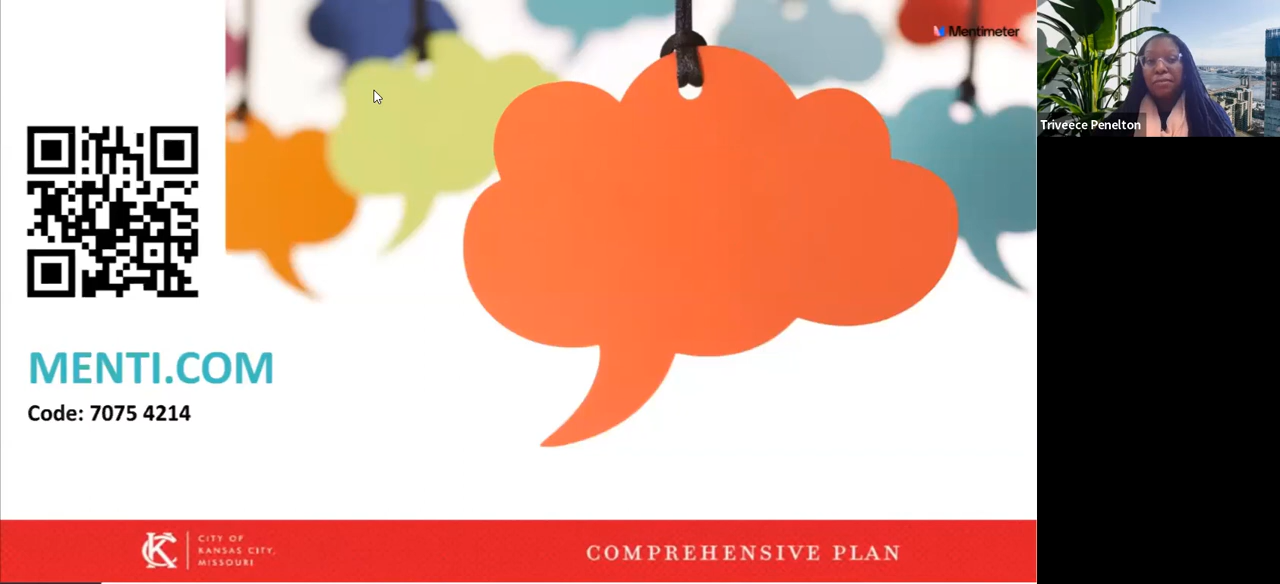 Mentimeter
Triveece Penelton
MENTI.COM
Code: 7075 4214
CITY OF
KANSAS CITY,
MISSOURI
COMPREHENSIVE PLAN